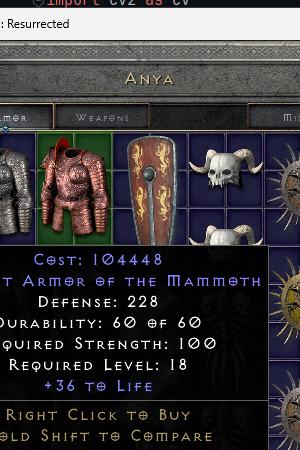 import cv2 as cv
: Resurrected
Anya
Weapons
Cost: 104448
t Armor of the Mammoth
Defense: 228
Durability: 60 of 60
quired Strength: 100
Required Level: 18
+36 to Life
Right Click to Buy
old Shift to Compare